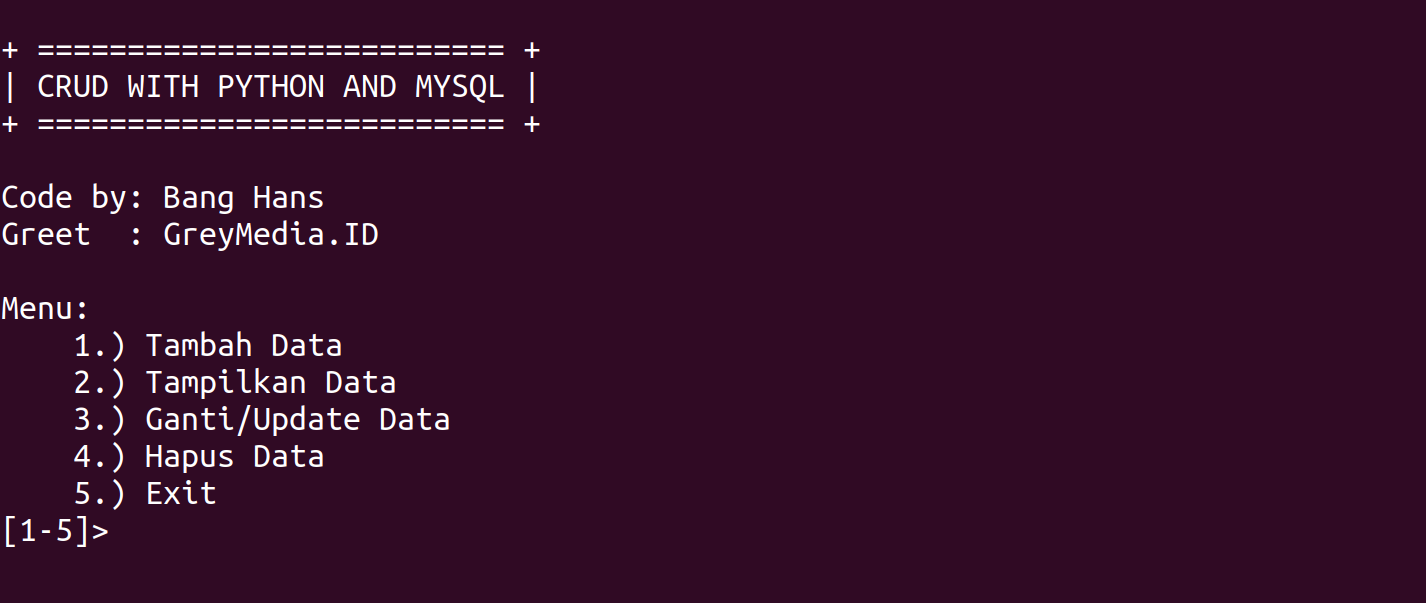 + ========================== +
| CRUD WITH PYTHON AND MYSQL |
+ ========================== +
Code by: Bang Hans
Greet  : GreyMedia.ID
Menu:
    1.) Tambah Data
    2.) Tampilkan Data
    3.) Ganti/Update Data
    4.) Hapus Data
    5.) Exit
[1-5]>